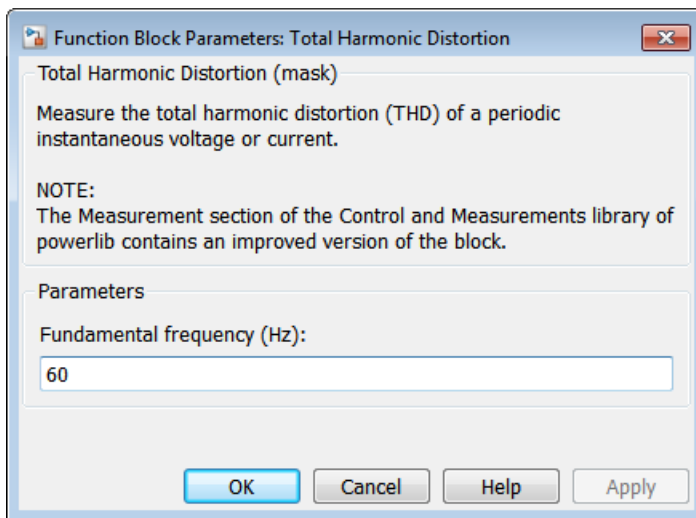 Function Block Parameters: Total Harmonic Distortion
Total Harmonic Distortion (mask)
Measure the total harmonic distortion (THD) of a periodic
instantaneous voltage or current.
NOTE:
The Measurement section of the Control and Measurements library of
powerlib contains an improved version of the block.
Parameters
Fundamental frequency (Hz):
60
OK Cancel Help Apply